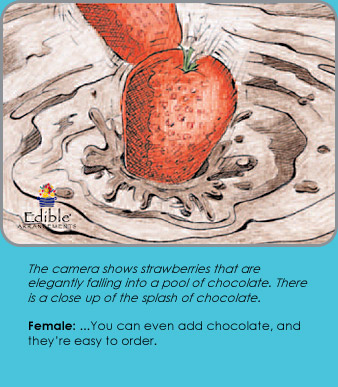 Edible®
ARRANGEMENTS
The camera shows strawberries that are
elegantly falling into a pool of chocolate. There
is a close up of the splash of chocolate.
Female: ...You can even add chocolate, and
they're easy to order.